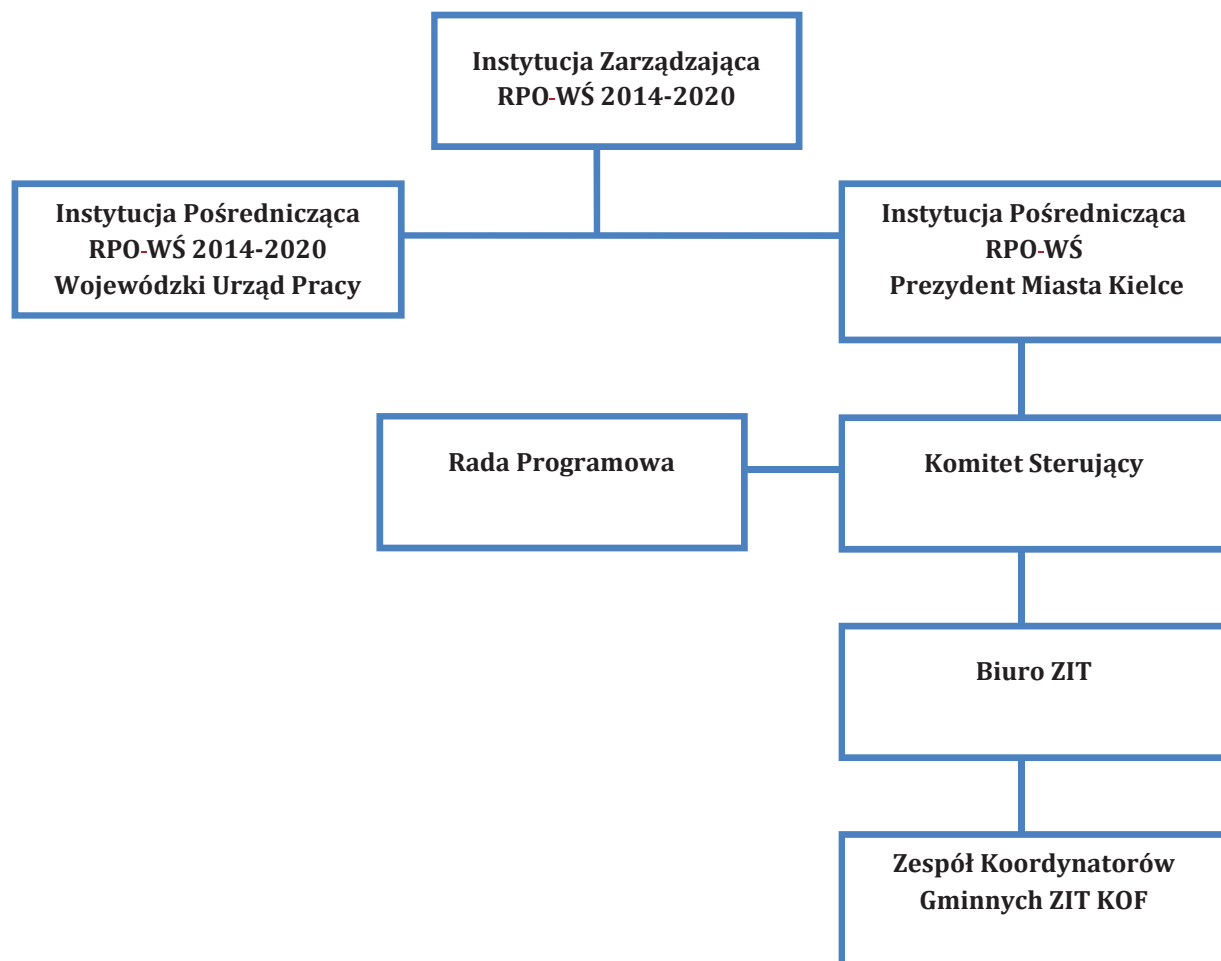 Instytucja Zarządzająca
RPO-WŚ 2014-2020
Instytucja Pośrednicząca
RPO-WŚ 2014-2020
Wojewódzki Urząd Pracy
Instytucja Pośrednicząca
RPO-WŚ
Prezydent Miasta Kielce
Rada Programowa
Komitet Sterujący
Biuro ZIT
Zespół Koordynatorów
Gminnych ZIT KOF